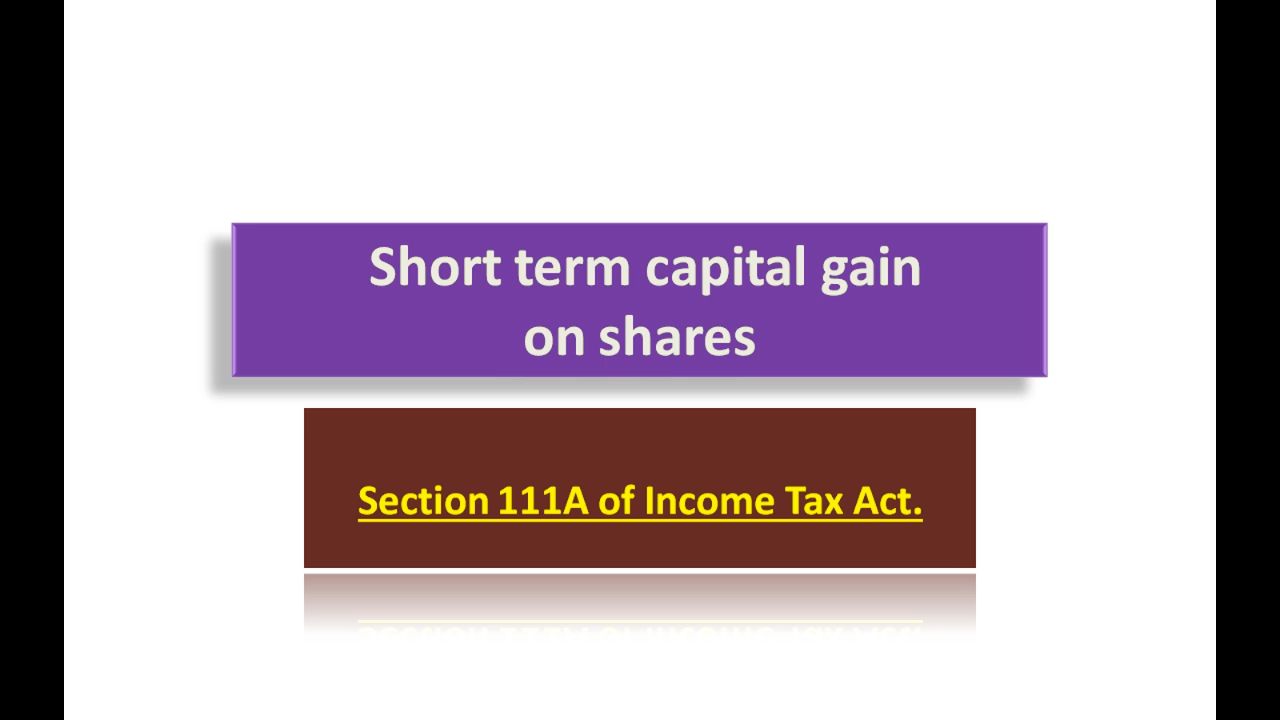 Short term capital gain
on shares
Section 111A of Income Tax Act.